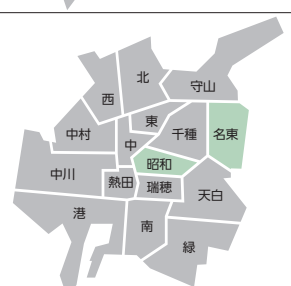 北
守山
西
東
中村
千種
名東
中
昭和
中川
熱田
瑞穂
天白
港
南
緑